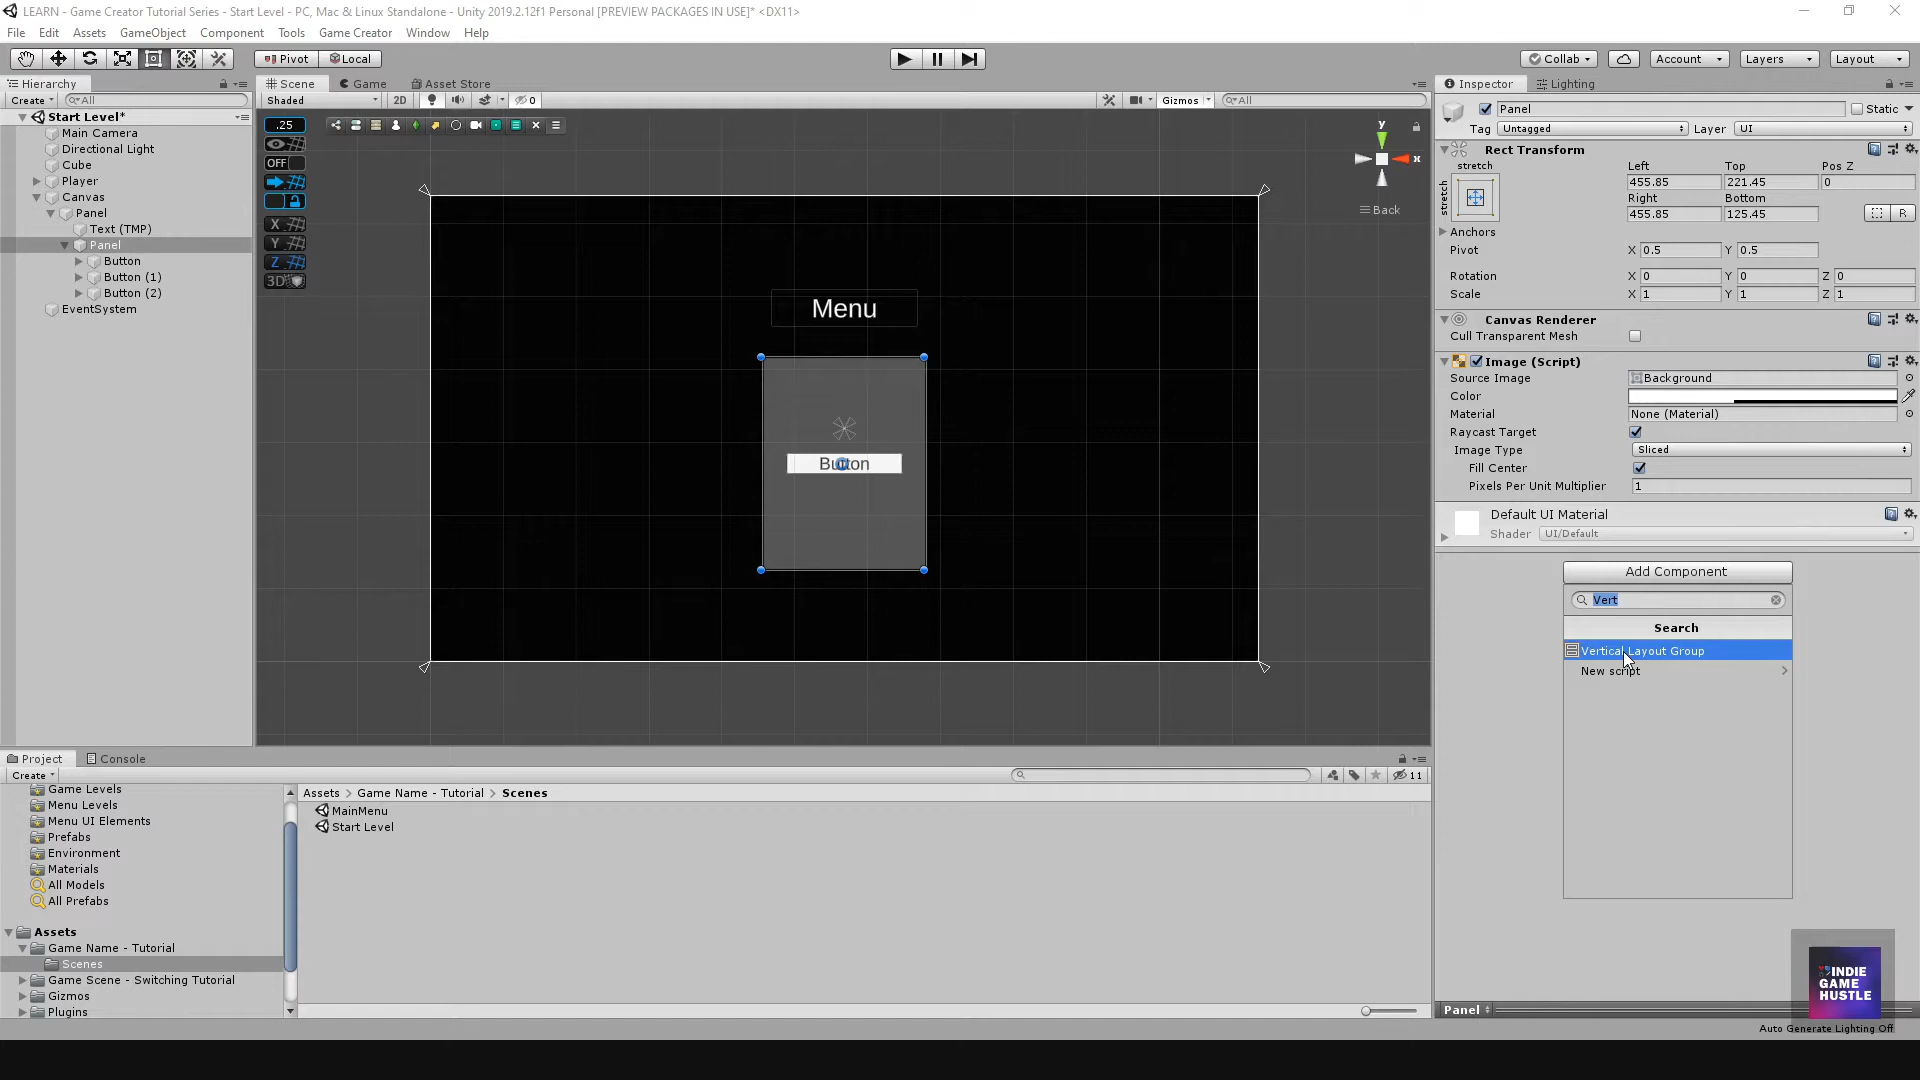 LEARN - Game Creator Tutorial Series - Start Level - PC, Mac & Linux Standalone - Unity 2019.2.12f1 Personal [PREVIEW PACKAGES IN USE]* <DX11>
File Edit Assets GameObject Component Tools Game Creator Window Help
Pivot Local Collab Account Layers Layout
Hierarchy Scene Game Asset Store Inspector Lighting
Create All Shaded 2D 0 Gizmos All
Start Level*
Main Camera
Directional Light
Cube
Player
Canvas
Panel
Text (TMP)
Panel
Button
Button (1)
Button (2)
EventSystem
.25
OFF
X
Y
Z
3D
y
x
Back
Menu
Button
Panel Static
Tag Untagged Layer UI
Rect Transform
stretch
stretch
Left Top Pos Z
455.85 221.45 0
Right Bottom
455.85 125.45 R
Anchors
Pivot X 0.5 Y 0.5
Rotation X 0 Y 0 Z 0
Scale X 1 Y 1 Z 1
Canvas Renderer
Cull Transparent Mesh
Image (Script)
Source Image Background
Color
Material None (Material)
Raycast Target
Image Type Sliced
Fill Center
Pixels Per Unit Multiplier 1
Default UI Material
Shader UI/Default
Add Component
Vert
Search
Vertical Layout Group
New script
Project Console
Create 11
Game Levels
Menu Levels
Menu UI Elements
Prefabs
Environment
Materials
All Models
All Prefabs
Assets
Game Name - Tutorial
Scenes
Game Scene - Switching Tutorial
Gizmos
Plugins
Assets > Game Name - Tutorial > Scenes
MainMenu
Start Level
INDIE
GAME
HUSTLE
Panel
Auto Generate Lighting Off